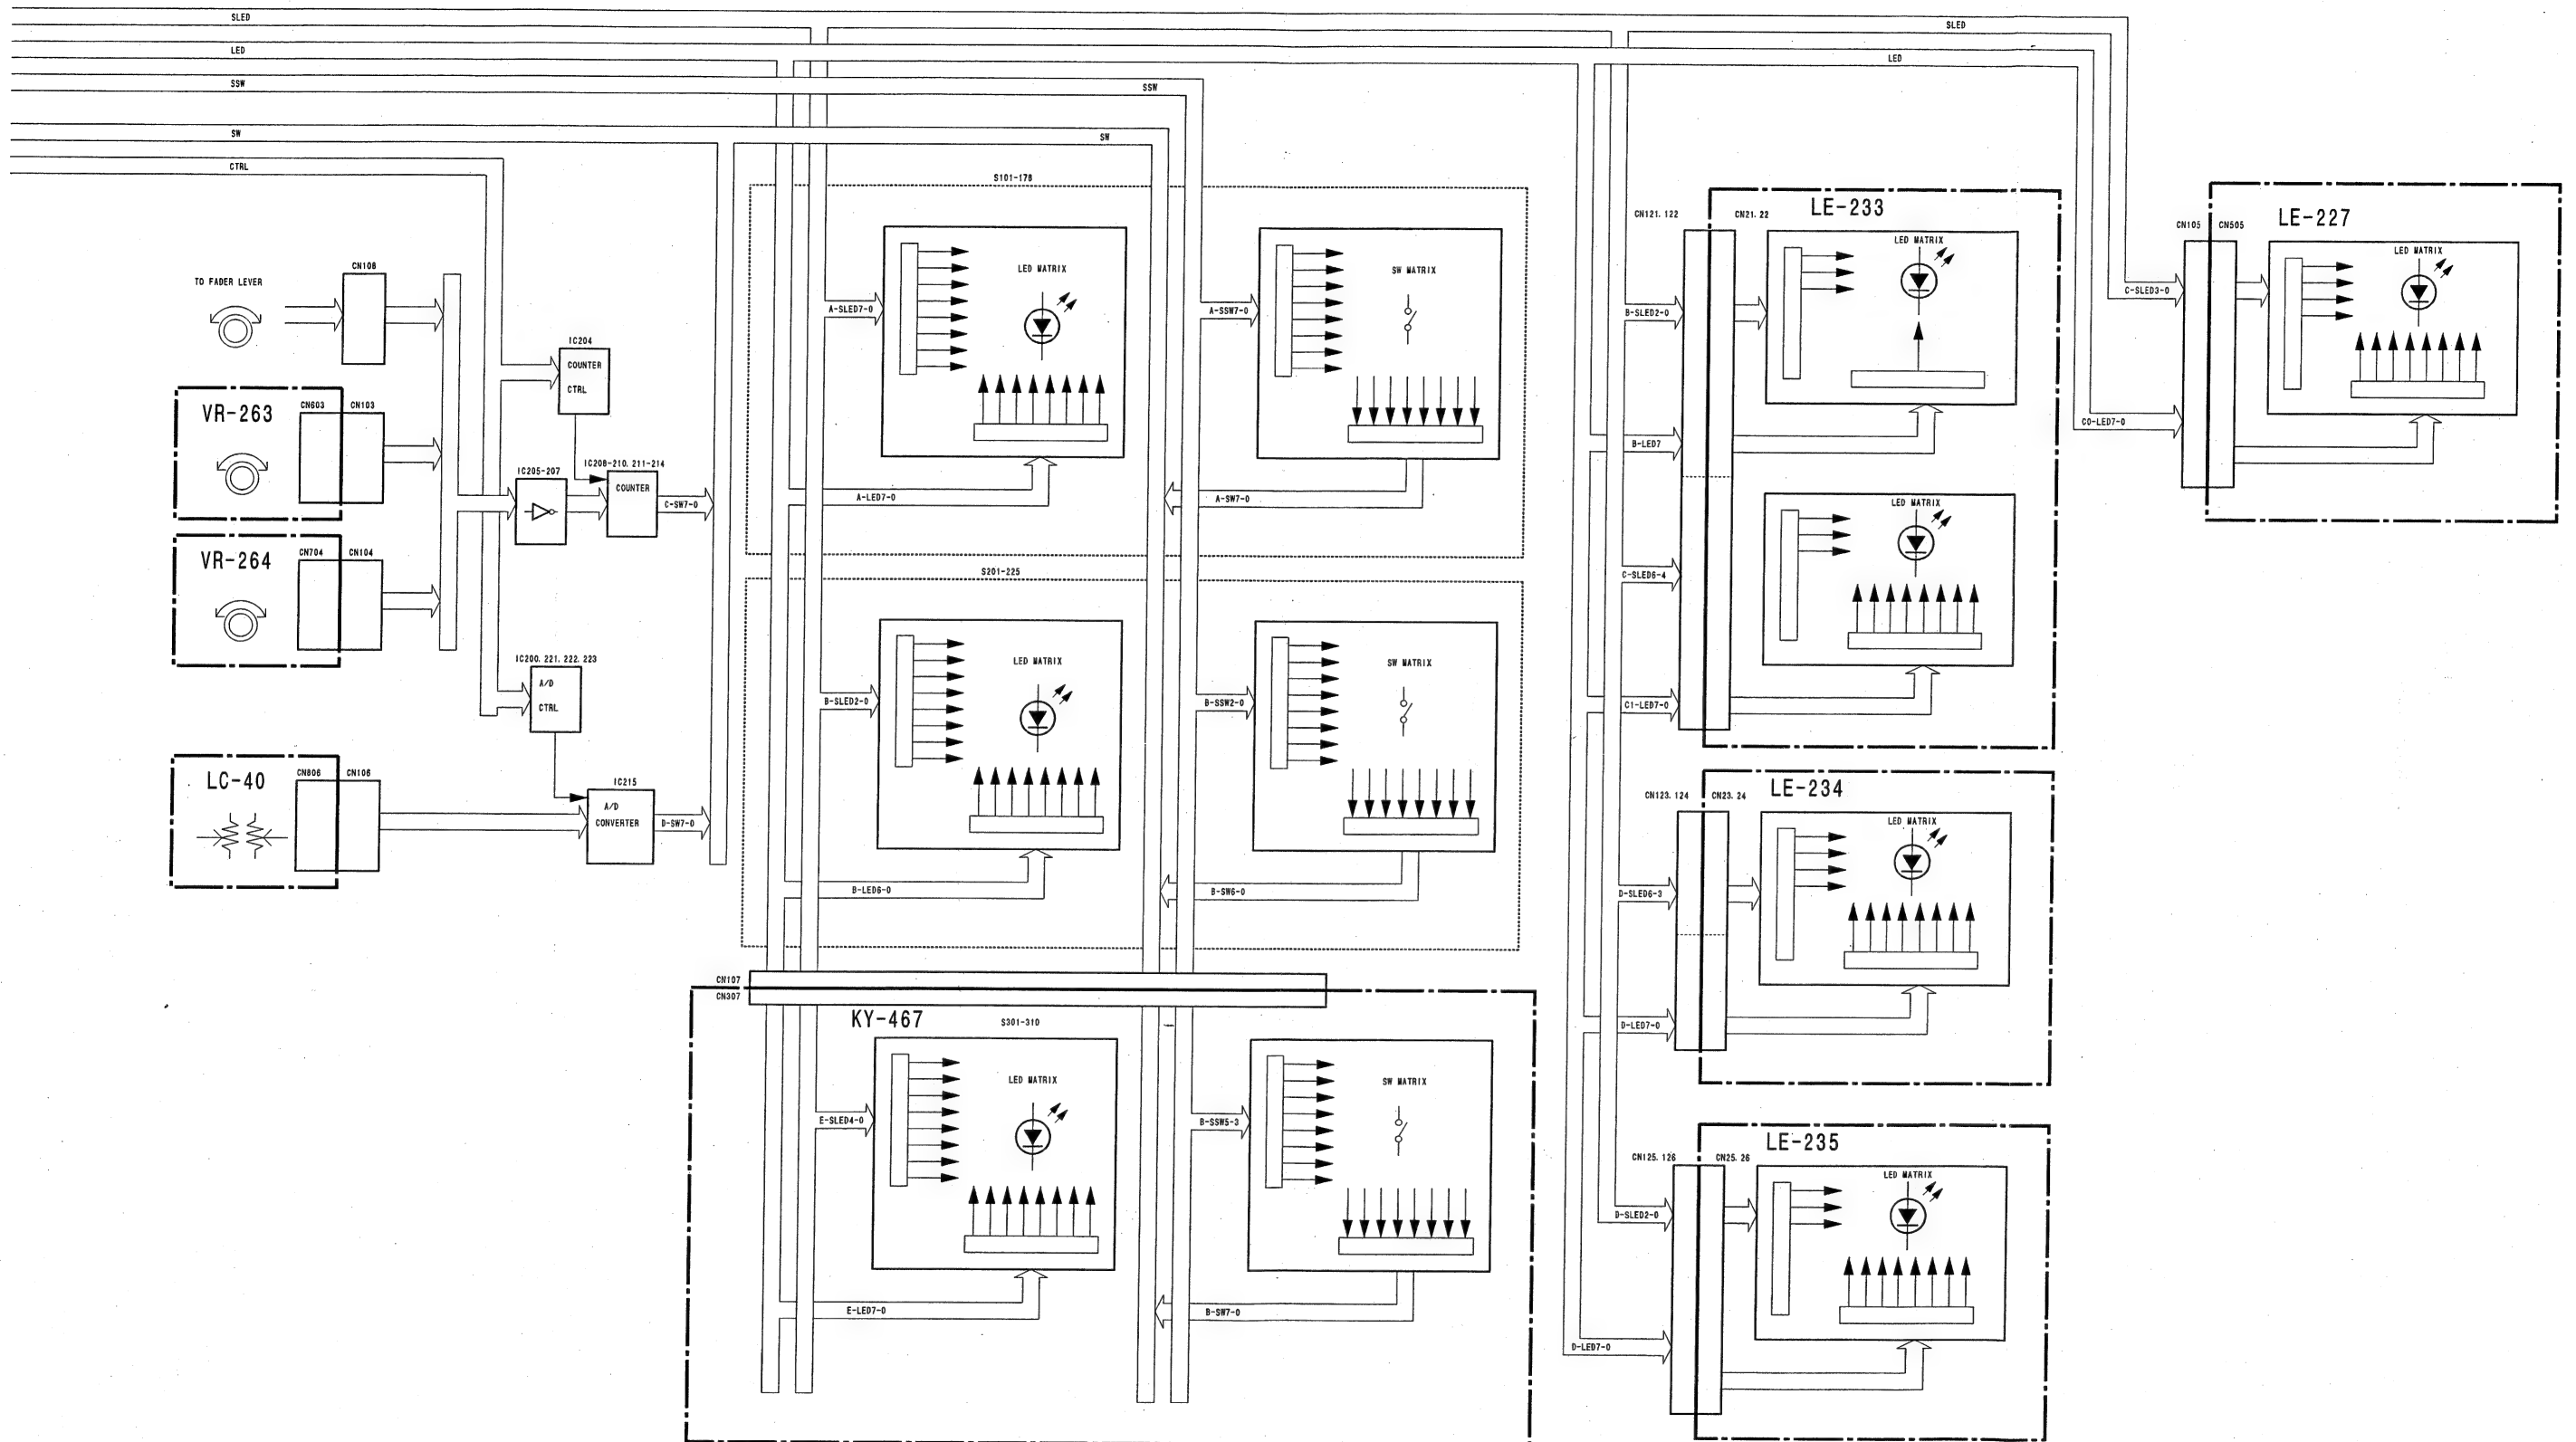 SLED
SLED
LED
LED
SSW
SSW
SW
SW
CTRL
S101-178
TO FADER LEVER
CN108
VR-263
CN603
CN103
VR-264
CN704
CN104
LC-40
CN806
CN106
IC204
COUNTER
CTRL
IC205-207
IC208-210. 211-214
COUNTER
C-SW7-0
IC200. 221. 222. 223
A/D
CTRL
IC215
A/D
CONVERTER
D-SW7-0
LED MATRIX
A-SLED7-0
A-LED7-0
SW MATRIX
A-SSW7-0
A-SW7-0
S201-225
LED MATRIX
B-SLED2-0
B-LED6-0
SW MATRIX
B-SSW2-0
B-SW6-0
CN107
CN307
KY-467
S301-310
LED MATRIX
E-SLED4-0
E-LED7-0
SW MATRIX
B-SSW5-3
B-SW7-0
CN121. 122
CN21. 22
LE-233
LED MATRIX
B-SLED2-0
B-LED7
LED MATRIX
C-SLED6-4
C1-LED7-0
CN123. 124
CN23. 24
LE-234
LED MATRIX
D-SLED6-3
D-LED7-0
CN125. 126
CN25. 26
LE-235
LED MATRIX
D-SLED2-0
D-LED7-0
CN105
CN505
LE-227
LED MATRIX
C-SLED3-0
C0-LED7-0